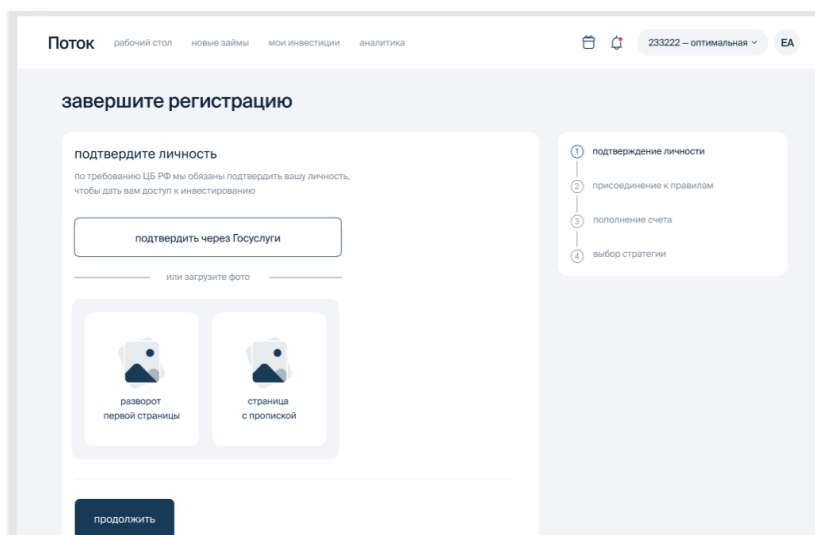 Поток
рабочий стол
новые займы
мои инвестиции
аналитика
233222 – оптимальная
EA
завершите регистрацию
подтвердите личность
по требованию ЦБ РФ мы обязаны подтвердить вашу личность,
чтобы дать вам доступ к инвестированию
подтвердить через Госуслуги
или загрузите фото
разворот
первой страницы
страница
с пропиской
продолжить
1 подтверждение личности
2 присоединение к правилам
3 пополнение счета
4 выбор стратегии